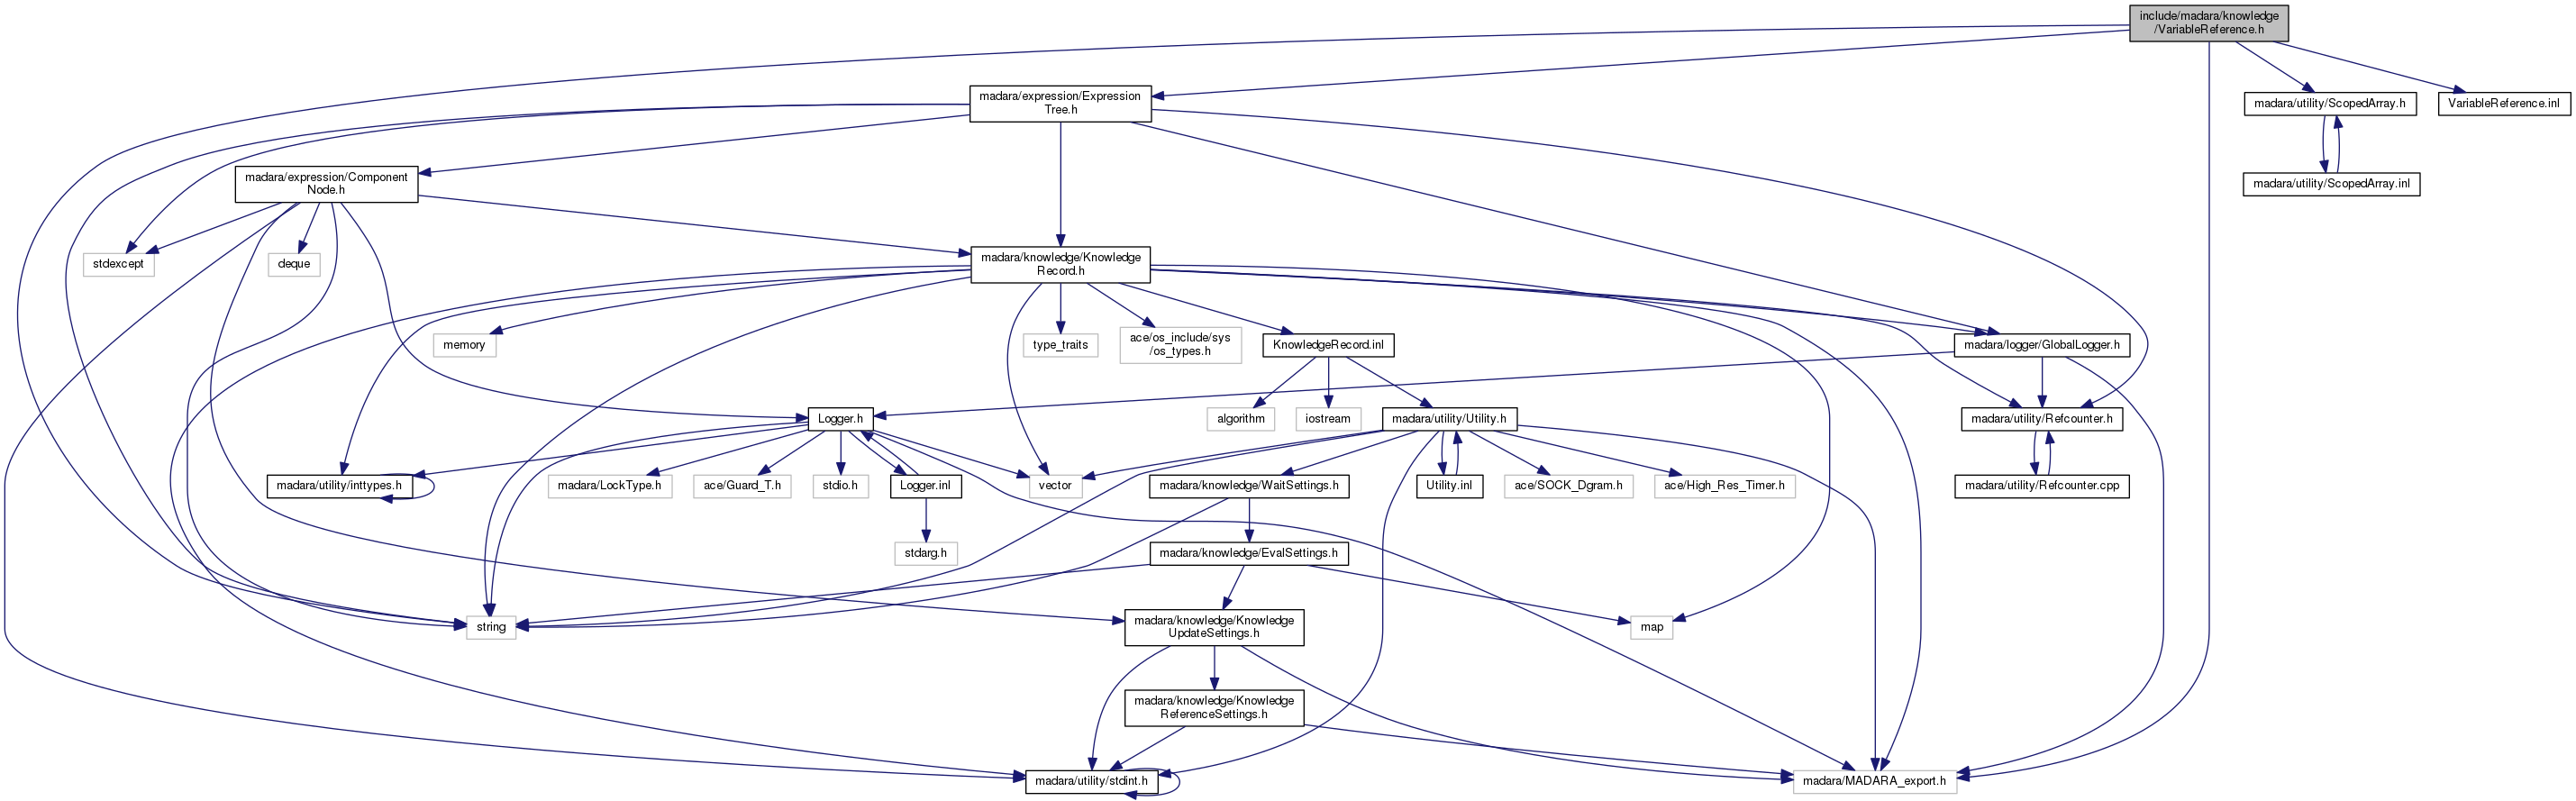 include/madara/knowledge
/VariableReference.h
madara/expression/Expression
Tree.h
madara/utility/ScopedArray.h
VariableReference.inl
madara/expression/Component
Node.h
madara/utility/ScopedArray.inl
stdexcept
deque
madara/knowledge/Knowledge
Record.h
memory
type_traits
ace/os_include/sys
/os_types.h
KnowledgeRecord.inl
madara/logger/GlobalLogger.h
Logger.h
algorithm
iostream
madara/utility/Utility.h
madara/utility/Refcounter.h
madara/utility/inttypes.h
madara/LockType.h
ace/Guard_T.h
stdio.h
Logger.inl
vector
madara/knowledge/WaitSettings.h
Utility.inl
ace/SOCK_Dgram.h
ace/High_Res_Timer.h
madara/utility/Refcounter.cpp
stdarg.h
madara/knowledge/EvalSettings.h
string
madara/knowledge/Knowledge
UpdateSettings.h
map
madara/knowledge/Knowledge
ReferenceSettings.h
madara/utility/stdint.h
madara/MADARA_export.h